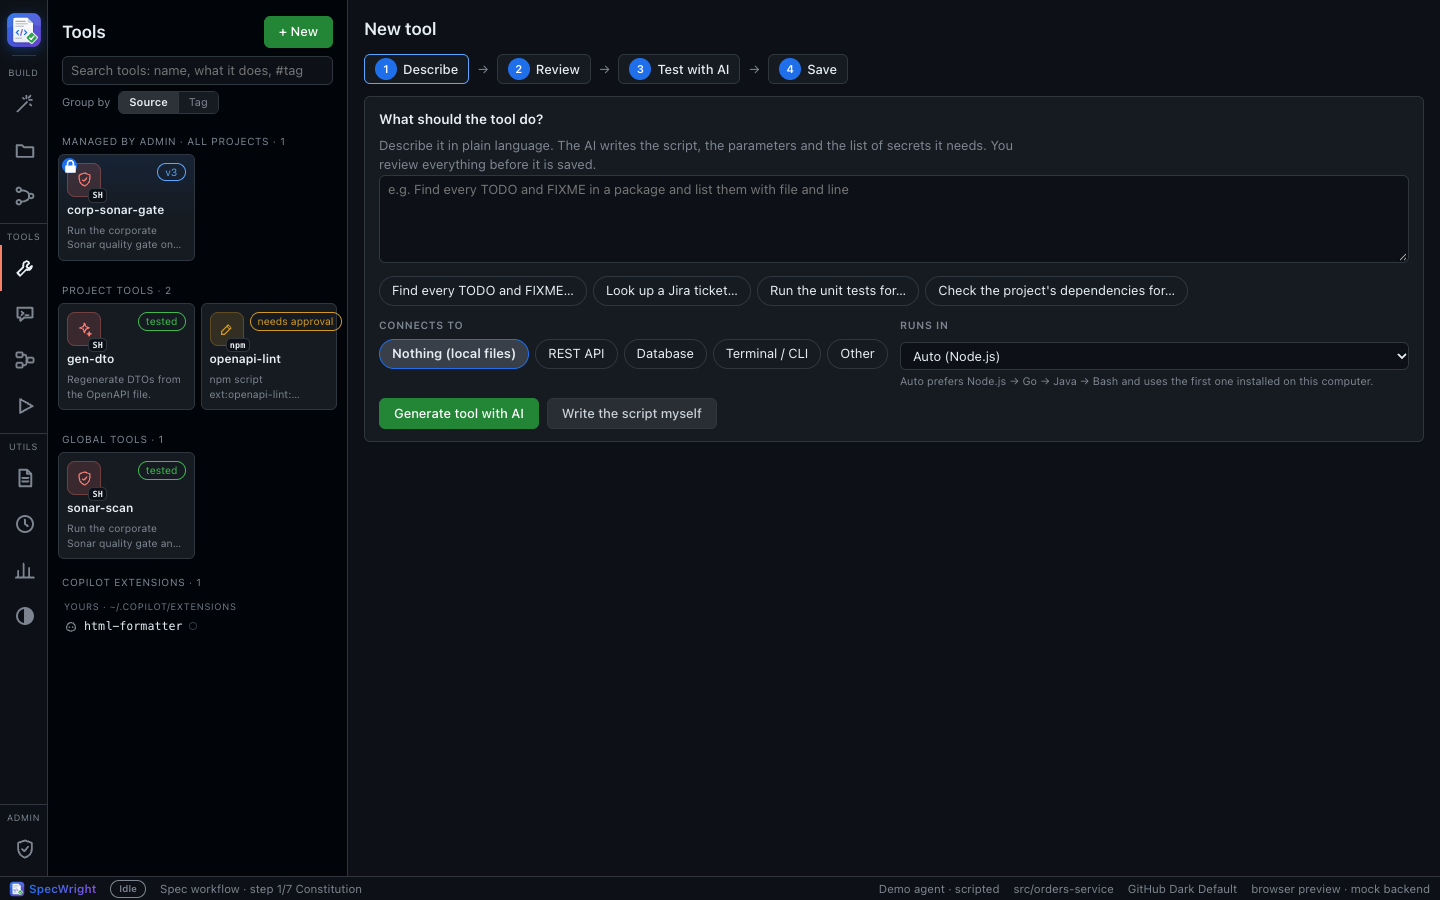 BUILD
TOOLS
UTILS
ADMIN
Tools
+ New
Search tools: name, what it does, #tag
Group by
Source
Tag
MANAGED BY ADMIN · ALL PROJECTS · 1
v3
SH
corp-sonar-gate
Run the corporate
Sonar quality gate on…
PROJECT TOOLS · 2
tested
SH
gen-dto
Regenerate DTOs from
the OpenAPI file.
needs approval
npm
openapi-lint
npm script
ext:openapi-lint:…
GLOBAL TOOLS · 1
tested
SH
sonar-scan
Run the corporate
Sonar quality gate an…
COPILOT EXTENSIONS · 1
YOURS · ~/.COPILOT/EXTENSIONS
html-formatter
New tool
1 Describe → 2 Review → 3 Test with AI → 4 Save
What should the tool do?
Describe it in plain language. The AI writes the script, the parameters and the list of secrets it needs. You
review everything before it is saved.
e.g. Find every TODO and FIXME in a package and list them with file and line
Find every TODO and FIXME…
Look up a Jira ticket…
Run the unit tests for…
Check the project's dependencies for…
CONNECTS TO
Nothing (local files)
REST API
Database
Terminal / CLI
Other
RUNS IN
Auto (Node.js)
Auto prefers Node.js → Go → Java → Bash and uses the first one installed on this computer.
Generate tool with AI
Write the script myself
SpecWright
Idle
Spec workflow · step 1/7 Constitution
Demo agent · scripted
src/orders-service
GitHub Dark Default
browser preview · mock backend